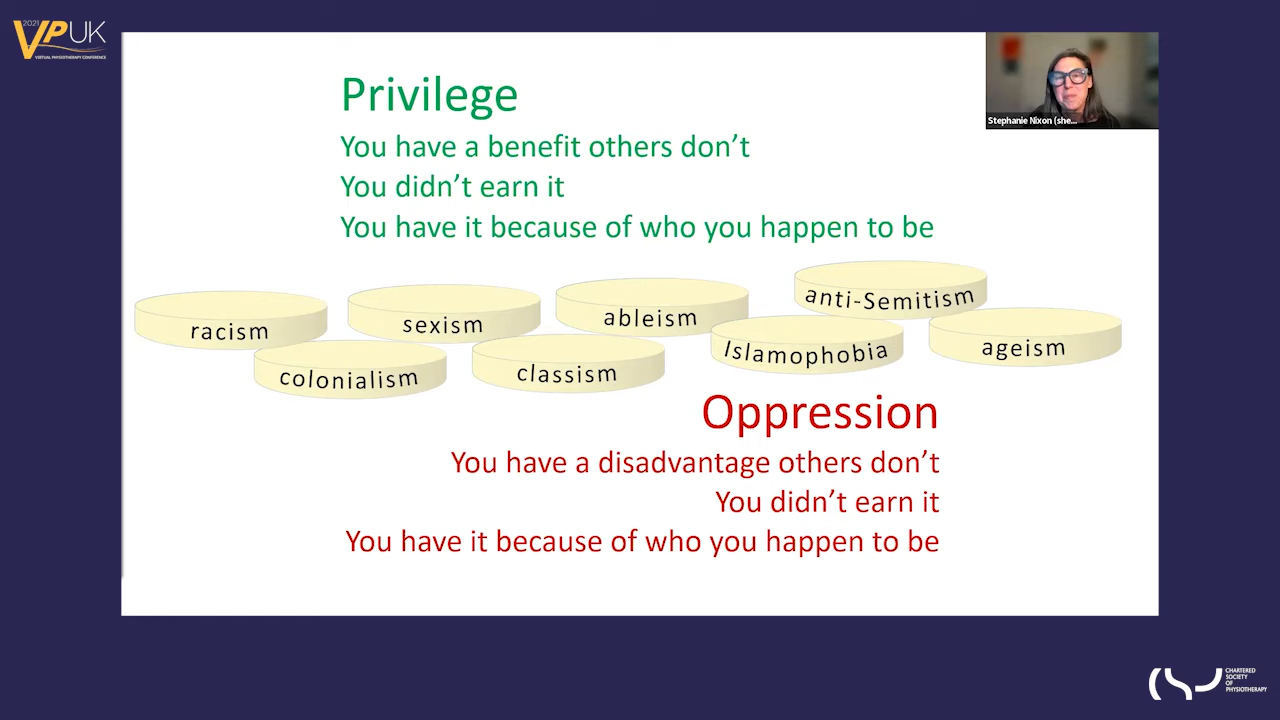 2021
VPUK
VIRTUAL PHYSIOTHERAPY CONFERENCE
Stephanie Nixon (she...
Privilege
You have a benefit others don’t
You didn’t earn it
You have it because of who you happen to be
racism
sexism
ableism
anti-Semitism
colonialism
classism
Islamophobia
ageism
Oppression
You have a disadvantage others don’t
You didn’t earn it
You have it because of who you happen to be
CHARTERED
SOCIETY
OF
PHYSIOTHERAPY